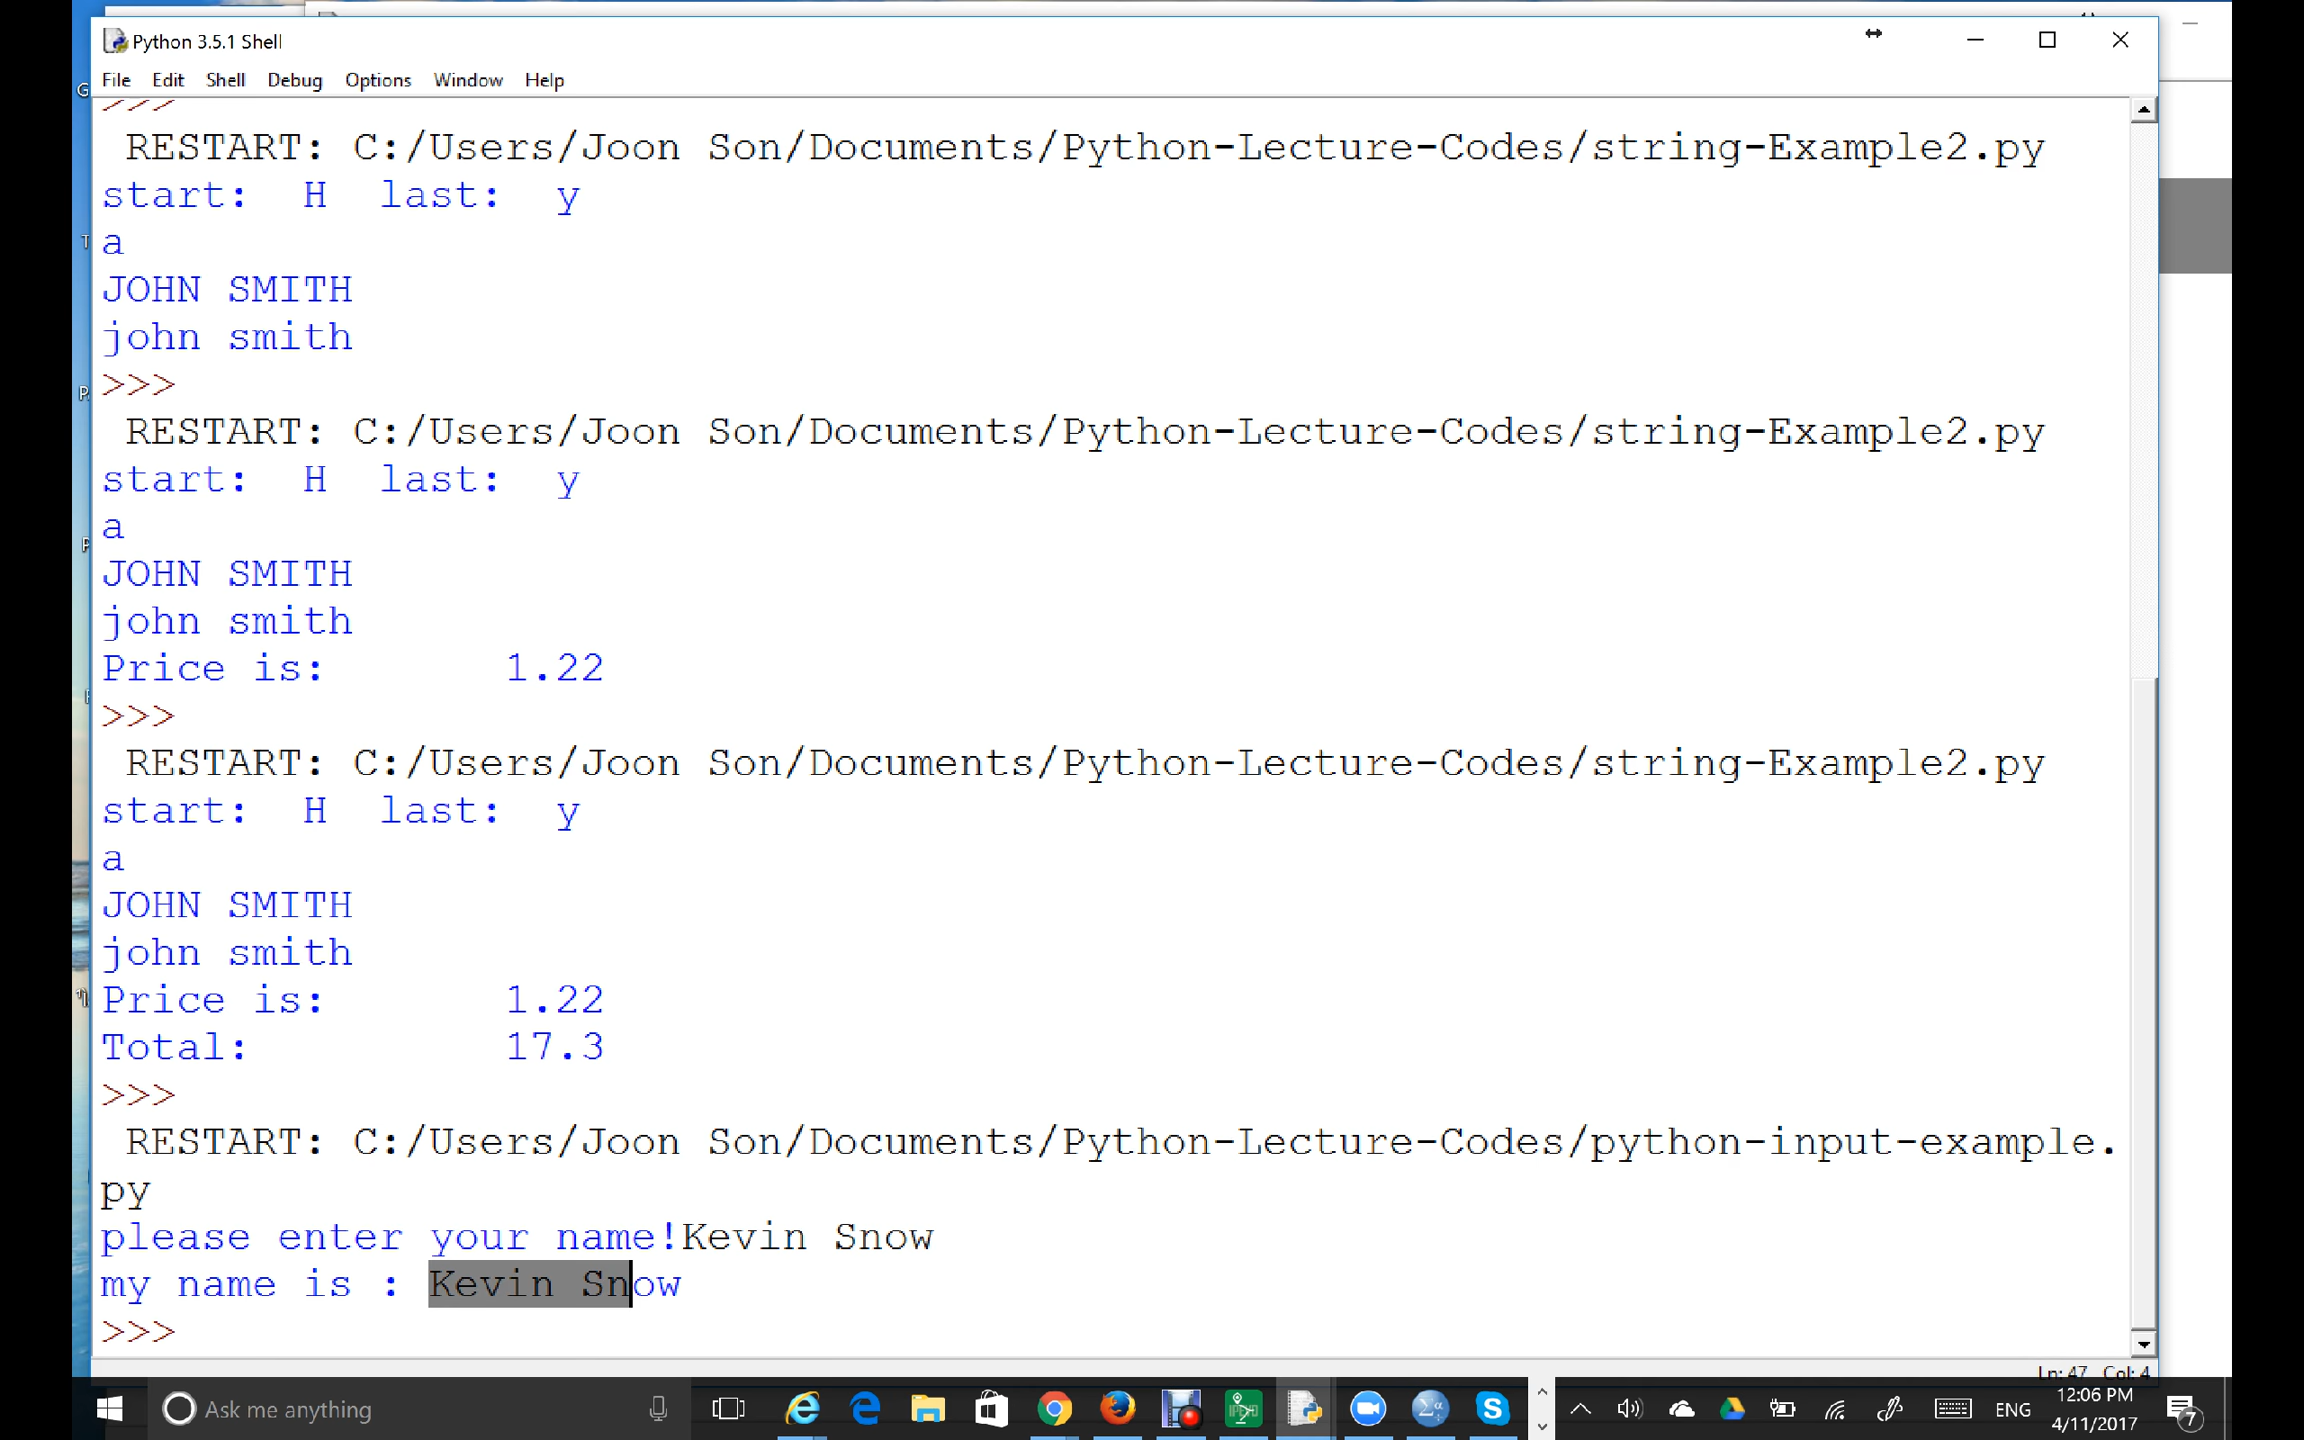 Python 3.5.1 Shell
File Edit Shell Debug Options Window Help
>>>
 RESTART: C:/Users/Joon Son/Documents/Python-Lecture-Codes/string-Example2.py
start:  H  last:  y
a
JOHN SMITH
john smith
>>>
 RESTART: C:/Users/Joon Son/Documents/Python-Lecture-Codes/string-Example2.py
start:  H  last:  y
a
JOHN SMITH
john smith
Price is:       1.22
>>>
 RESTART: C:/Users/Joon Son/Documents/Python-Lecture-Codes/string-Example2.py
start:  H  last:  y
a
JOHN SMITH
john smith
Price is:       1.22
Total:          17.3
>>>
 RESTART: C:/Users/Joon Son/Documents/Python-Lecture-Codes/python-input-example.
py
please enter your name!Kevin Snow
my name is : Kevin Snow
>>>
Ln: 47 Col: 4
Ask me anything
ENG
12:06 PM
4/11/2017
7